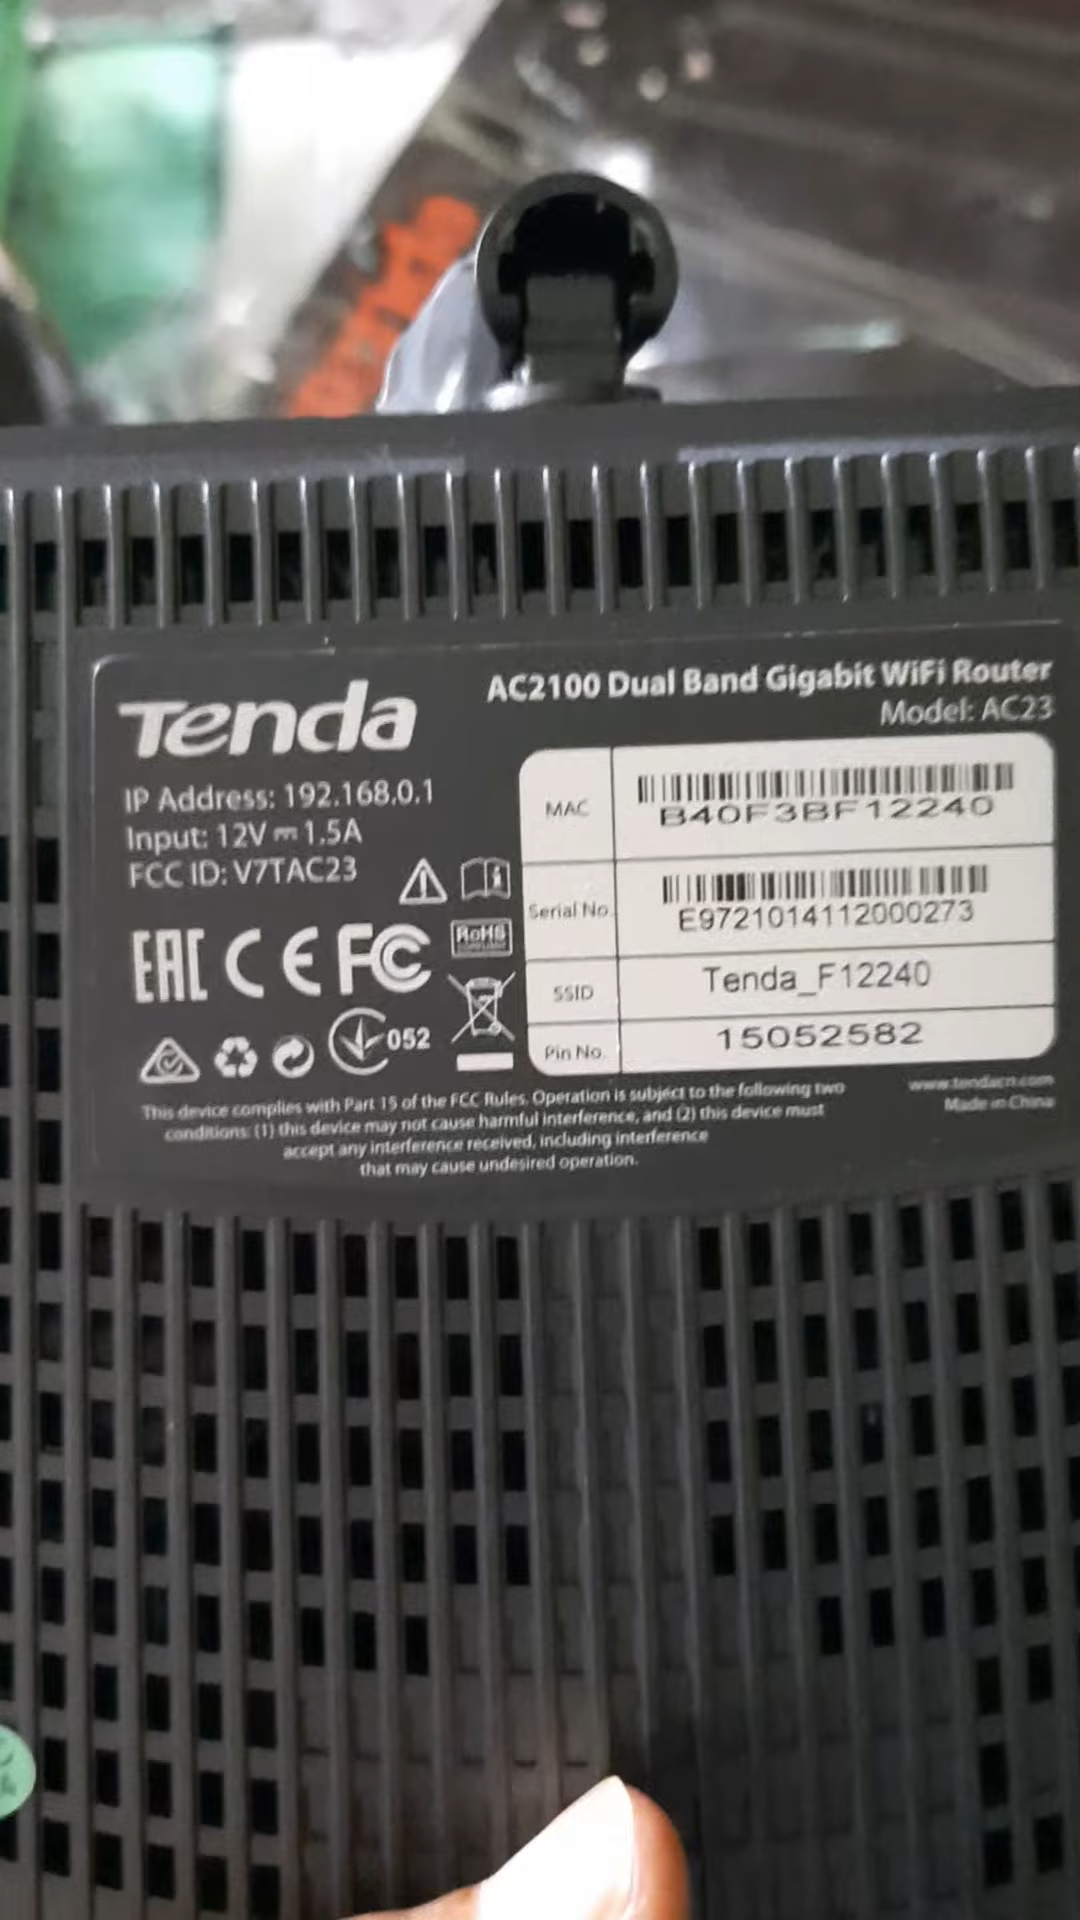 Tenda
AC2100 Dual Band Gigabit WiFi Router
Model: AC23
IP Address: 192.168.0.1
Input: 12V ⎓ 1.5A
FCC ID: V7TAC23
MAC
B40F3BF12240
Serial No.
E9721014112000273
SSID
Tenda_F12240
Pin No.
15052582
EAC CE FC
RoHS
052
This device complies with Part 15 of the FCC Rules. Operation is subject to the following two
conditions: (1) this device may not cause harmful interference, and (2) this device must
accept any interference received, including interference
that may cause undesired operation.
www.tendacn.com
Made in China